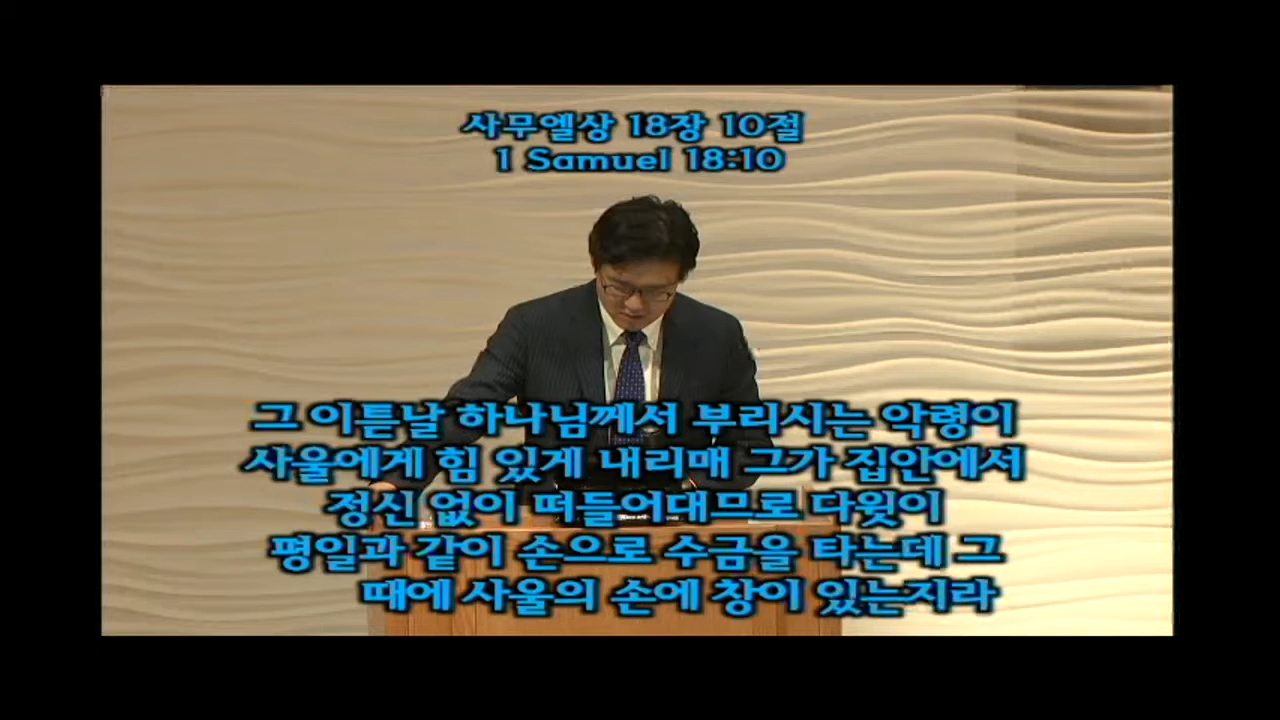 사무엘상 18장 10절
1 Samuel 18:10
그 이튿날 하나님께서 부리시는 악령이
사울에게 힘 있게 내리매 그가 집안에서
정신 없이 떠들어대므로 다윗이
평일과 같이 손으로 수금을 타는데 그
때에 사울의 손에 창이 있는지라